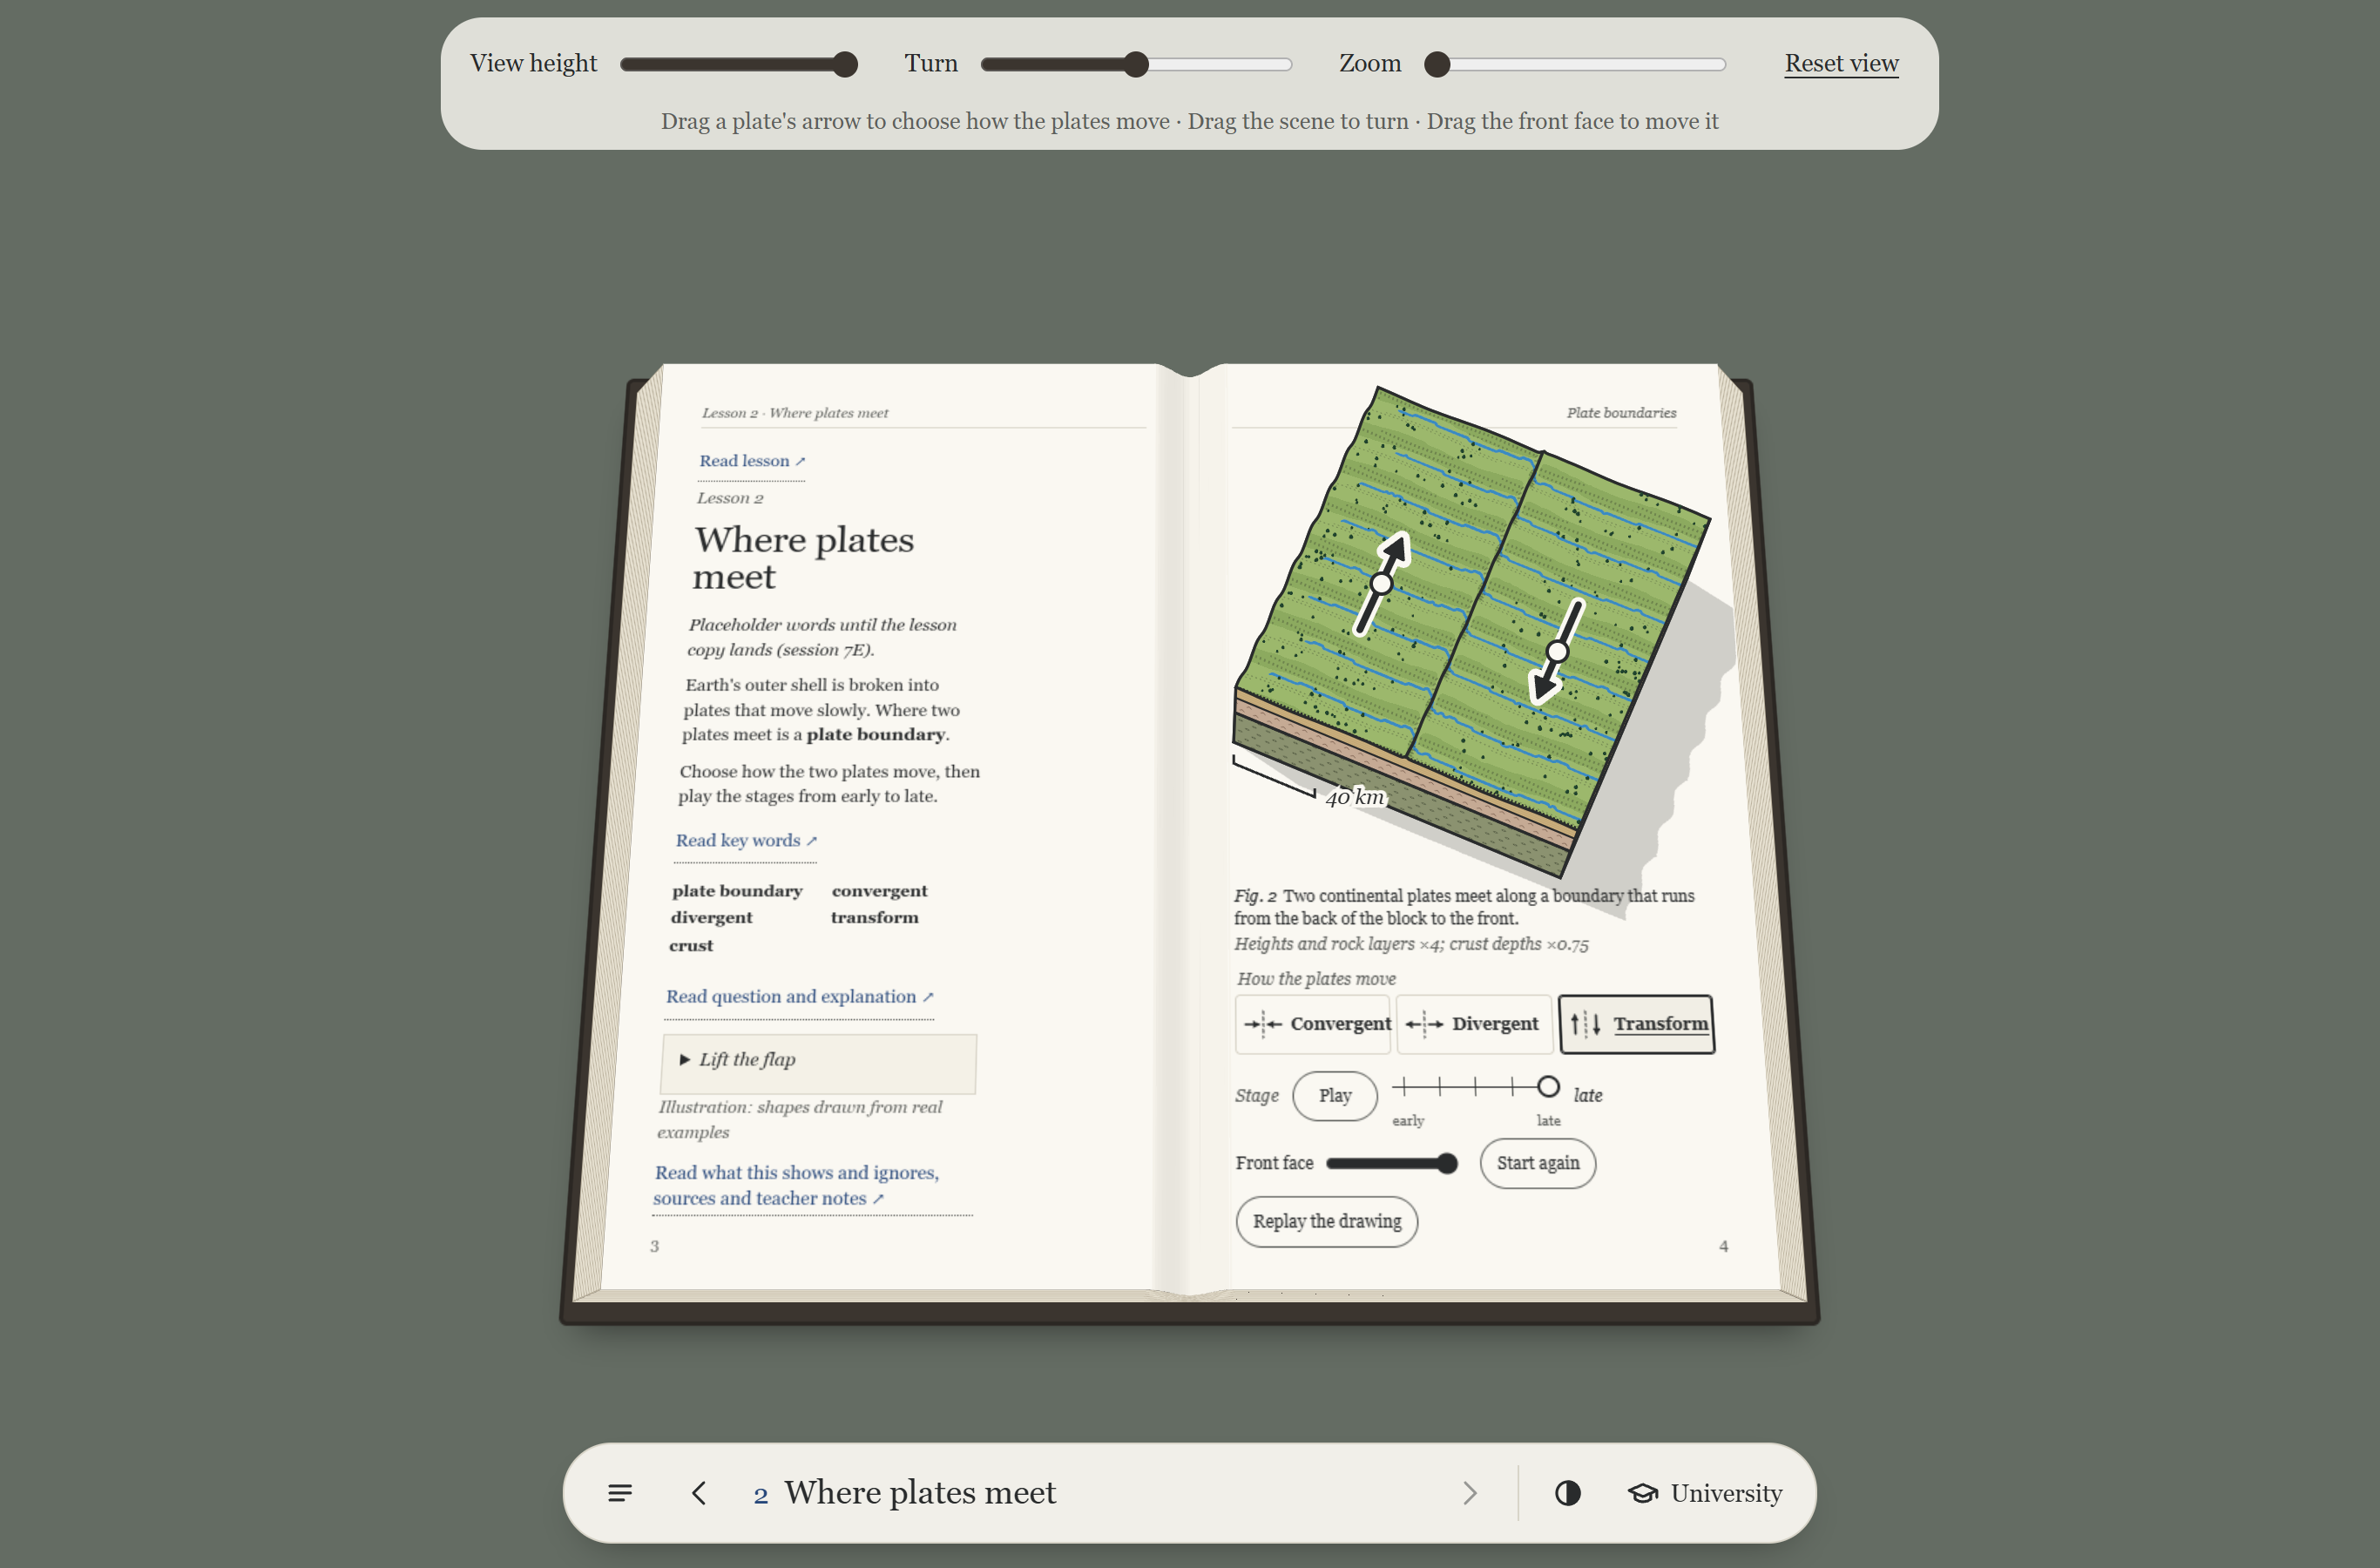 View height
Turn
Zoom
Reset view
Drag a plate's arrow to choose how the plates move · Drag the scene to turn · Drag the front face to move it
Lesson 2 · Where plates meet
Read lesson ↗
Lesson 2
Where plates
meet
Placeholder words until the lesson
copy lands (session 7E).
Earth's outer shell is broken into
plates that move slowly. Where two
plates meet is a plate boundary.
Choose how the two plates move, then
play the stages from early to late.
Read key words ↗
plate boundary convergent
divergent transform
crust
Read question and explanation ↗
▶ Lift the flap
Illustration: shapes drawn from real
examples
Read what this shows and ignores,
sources and teacher notes ↗
3
Plate boundaries
40 km
Fig. 2 Two continental plates meet along a boundary that runs
from the back of the block to the front.
Heights and rock layers ×4; crust depths ×0.75
How the plates move
Convergent
Divergent
Transform
Stage
Play
early
late
late
Front face
Start again
Replay the drawing
4
2 Where plates meet
University